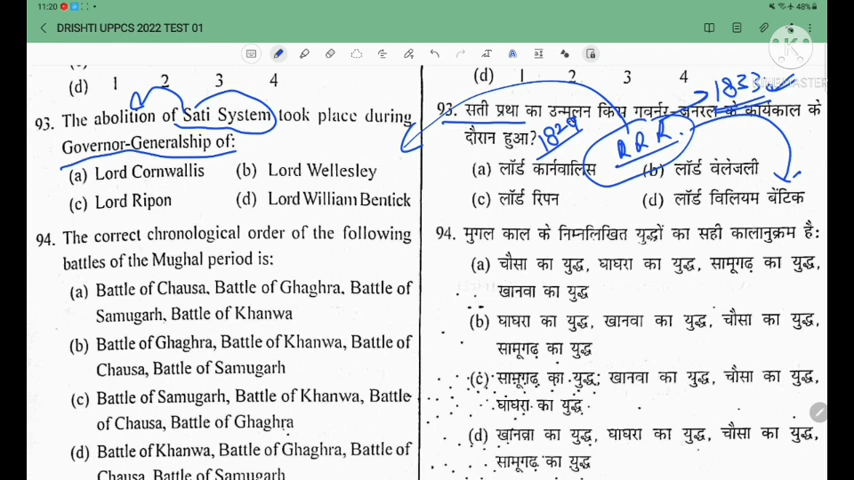 11:20
48%
DRISHTI UPPCS 2022 TEST 01
(d) 1 2 3 4
93. The abolition of Sati System took place during
Governor-Generalship of:
(a) Lord Cornwallis (b) Lord Wellesley
(c) Lord Ripon (d) Lord William Bentick
94. The correct chronological order of the following
battles of the Mughal period is:
(a) Battle of Chausa, Battle of Ghaghra, Battle of
Samugarh, Battle of Khanwa
(b) Battle of Ghaghra, Battle of Khanwa, Battle of
Chausa, Battle of Samugarh
(c) Battle of Samugarh, Battle of Khanwa, Battle
of Chausa, Battle of Ghaghra
(d) Battle of Khanwa, Battle of Ghaghra, Battle of
Chausa, Battle of Samugarh
(d) 1 2 3 4
1833
93. सती प्रथा का उन्मूलन किस गवर्नर-जनरल के कार्यकाल के
दौरान हुआ?
1829
R R R.
(a) लॉर्ड कार्नवालिस (b) लॉर्ड वेलेजली
(c) लॉर्ड रिपन (d) लॉर्ड विलियम बेंटिक
94. मुगल काल के निम्नलिखित युद्धों का सही कालानुक्रम है:
(a) चौसा का युद्ध, घाघरा का युद्ध, सामूगढ़ का युद्ध,
खानवा का युद्ध
(b) घाघरा का युद्ध, खानवा का युद्ध, चौसा का युद्ध,
सामूगढ़ का युद्ध
(c) सामूगढ़ का युद्ध, खानवा का युद्ध, चौसा का युद्ध,
घाघरा का युद्ध
(d) खानवा का युद्ध, घाघरा का युद्ध, चौसा का युद्ध,
सामूगढ़ का युद्ध